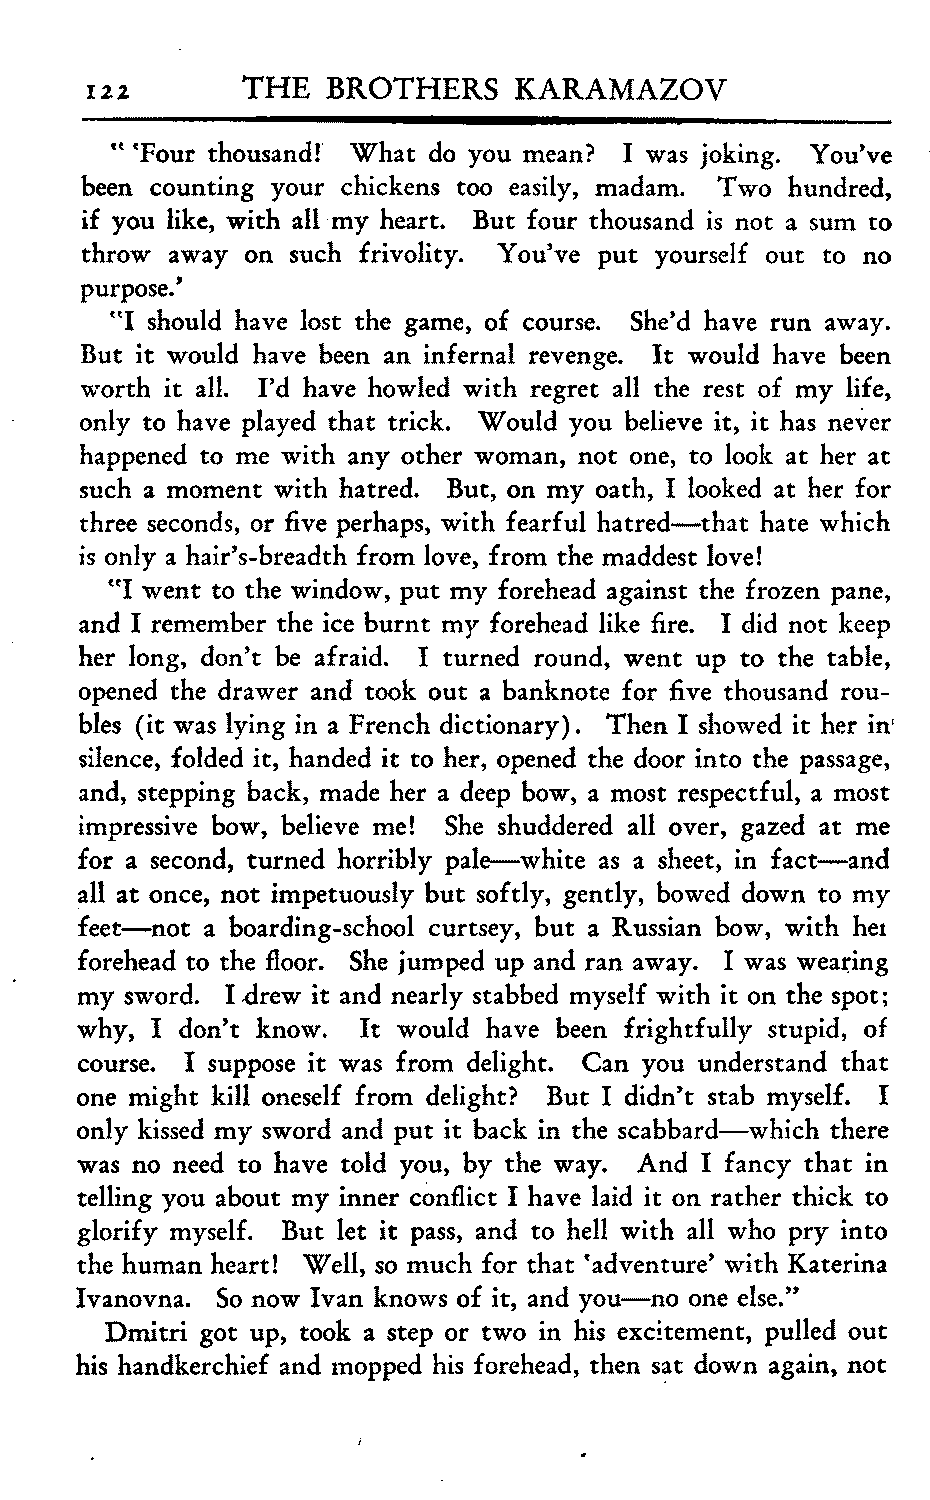 122 THE BROTHERS KARAMAZOV
" 'Four thousand! What do you mean? I was joking. You've
been counting your chickens too easily, madam. Two hundred,
if you like, with all my heart. But four thousand is not a sum to
throw away on such frivolity. You've put yourself out to no
purpose.'
"I should have lost the game, of course. She'd have run away.
But it would have been an infernal revenge. It would have been
worth it all. I'd have howled with regret all the rest of my life,
only to have played that trick. Would you believe it, it has never
happened to me with any other woman, not one, to look at her at
such a moment with hatred. But, on my oath, I looked at her for
three seconds, or five perhaps, with fearful hatred—that hate which
is only a hair's-breadth from love, from the maddest love!
"I went to the window, put my forehead against the frozen pane,
and I remember the ice burnt my forehead like fire. I did not keep
her long, don't be afraid. I turned round, went up to the table,
opened the drawer and took out a banknote for five thousand rou-
bles (it was lying in a French dictionary). Then I showed it her in
silence, folded it, handed it to her, opened the door into the passage,
and, stepping back, made her a deep bow, a most respectful, a most
impressive bow, believe me! She shuddered all over, gazed at me
for a second, turned horribly pale—white as a sheet, in fact—and
all at once, not impetuously but softly, gently, bowed down to my
feet—not a boarding-school curtsey, but a Russian bow, with her
forehead to the floor. She jumped up and ran away. I was wearing
my sword. I drew it and nearly stabbed myself with it on the spot;
why, I don't know. It would have been frightfully stupid, of
course. I suppose it was from delight. Can you understand that
one might kill oneself from delight? But I didn't stab myself. I
only kissed my sword and put it back in the scabbard—which there
was no need to have told you, by the way. And I fancy that in
telling you about my inner conflict I have laid it on rather thick to
glorify myself. But let it pass, and to hell with all who pry into
the human heart! Well, so much for that 'adventure' with Katerina
Ivanovna. So now Ivan knows of it, and you—no one else."
Dmitri got up, took a step or two in his excitement, pulled out
his handkerchief and mopped his forehead, then sat down again, not